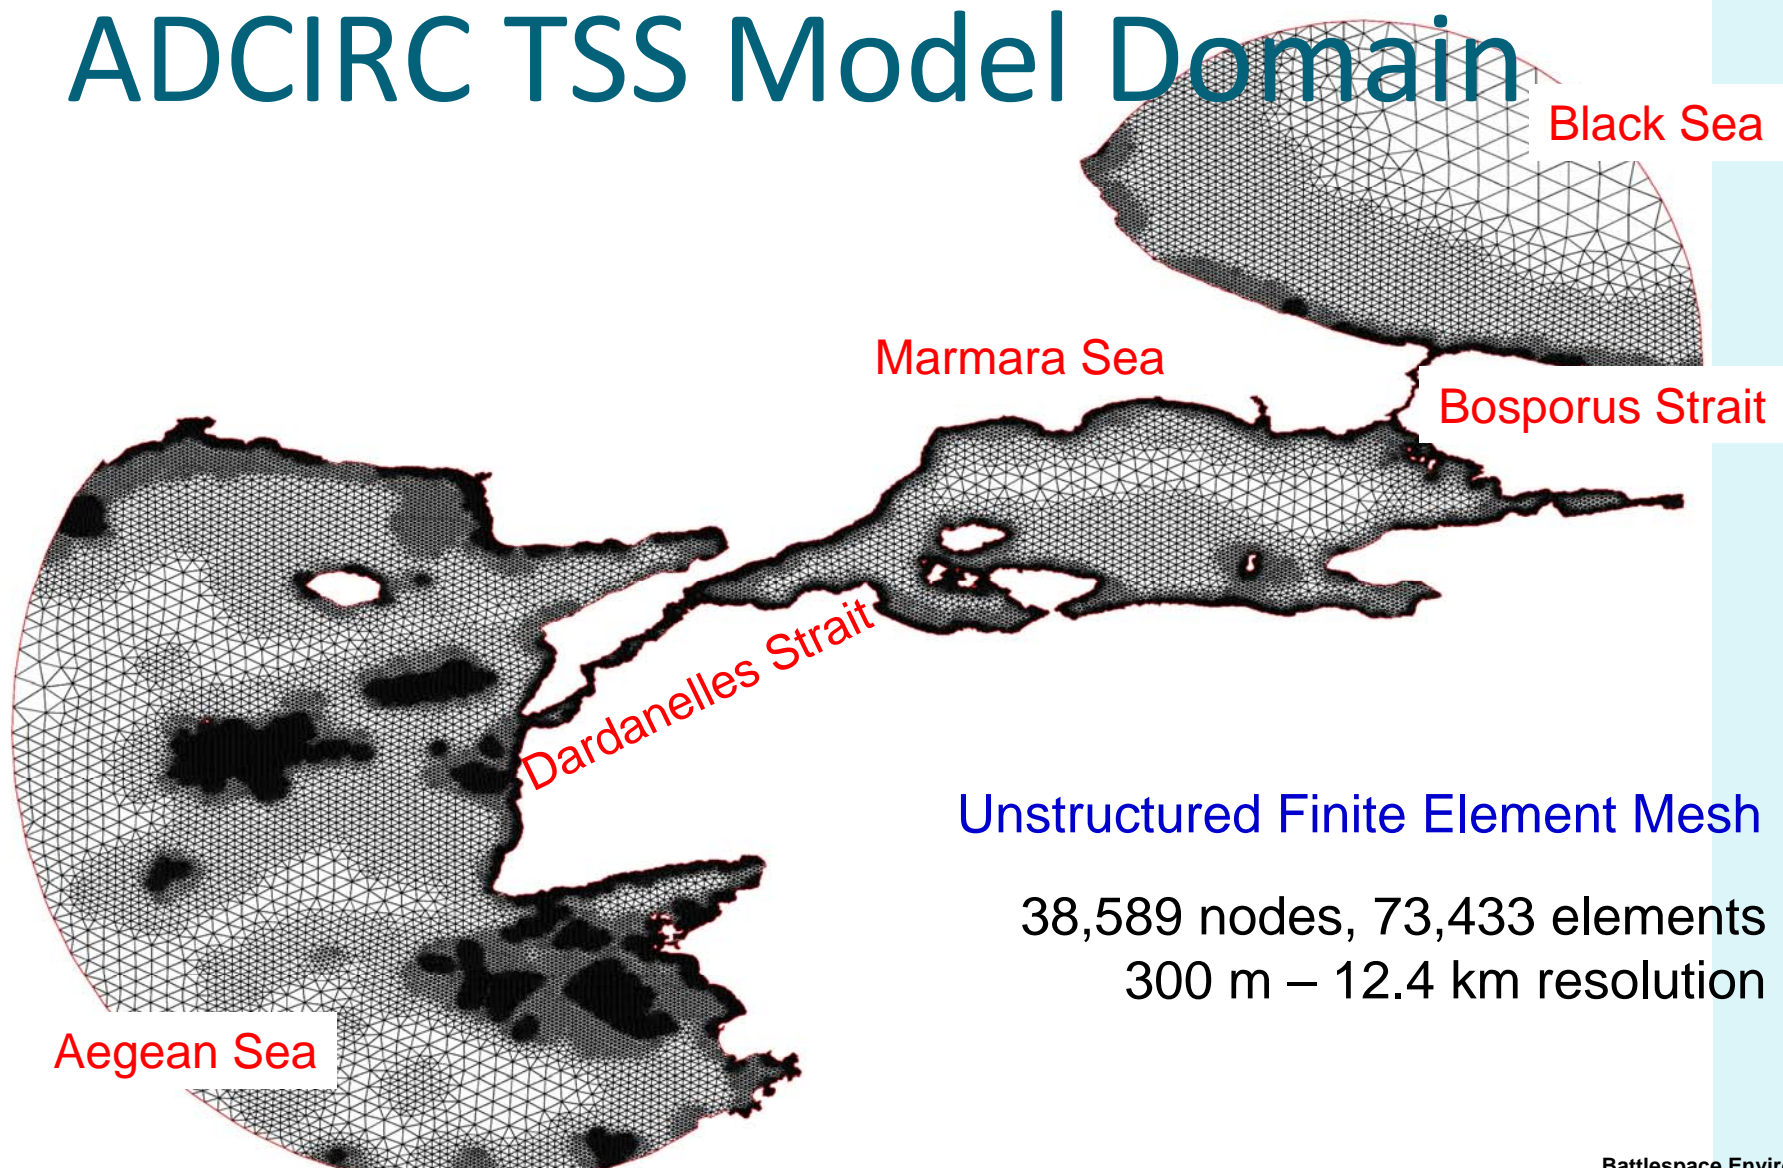 ADCIRC TSS Model Domain
Black Sea
Marmara Sea
Bosporus Strait
Dardanelles Strait
Unstructured Finite Element Mesh
38,589 nodes, 73,433 elements
300 m – 12.4 km resolution
Aegean Sea
Battlespace